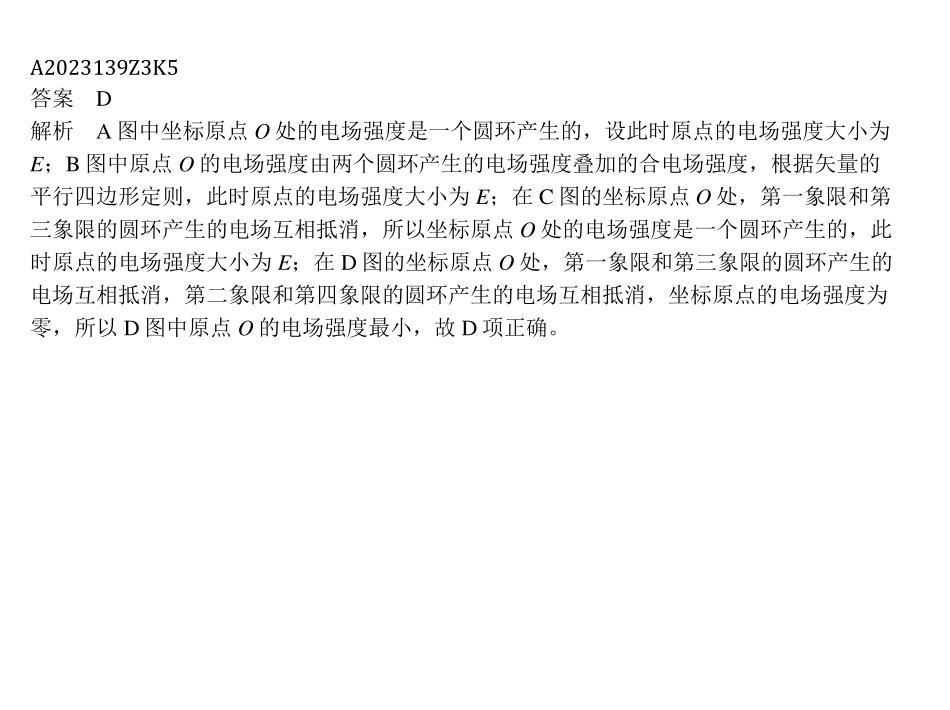 A2023139Z3K5
答案　D
解析　A 图中坐标原点 O 处的电场强度是一个圆环产生的，设此时原点的电场强度大小为
E；B 图中原点 O 的电场强度由两个圆环产生的电场强度叠加的合电场强度，根据矢量的
平行四边形定则，此时原点的电场强度大小为 E；在 C 图的坐标原点 O 处，第一象限和第
三象限的圆环产生的电场互相抵消，所以坐标原点 O 处的电场强度是一个圆环产生的，此
时原点的电场强度大小为 E；在 D 图的坐标原点 O 处，第一象限和第三象限的圆环产生的
电场互相抵消，第二象限和第四象限的圆环产生的电场互相抵消，坐标原点的电场强度为
零，所以 D 图中原点 O 的电场强度最小，故 D 项正确。